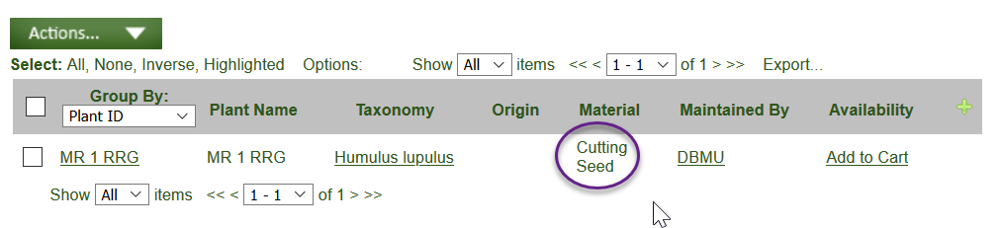 Actions...
Select: All, None, Inverse, Highlighted Options: Show All items << < 1 - 1 of 1 > >> Export...
Group By:
Plant ID Plant Name Taxonomy Origin Material Maintained By Availability
MR 1 RRG MR 1 RRG Humulus lupulus Cutting DBMU Add to Cart
Seed
Show All items << < 1 - 1 of 1 > >>